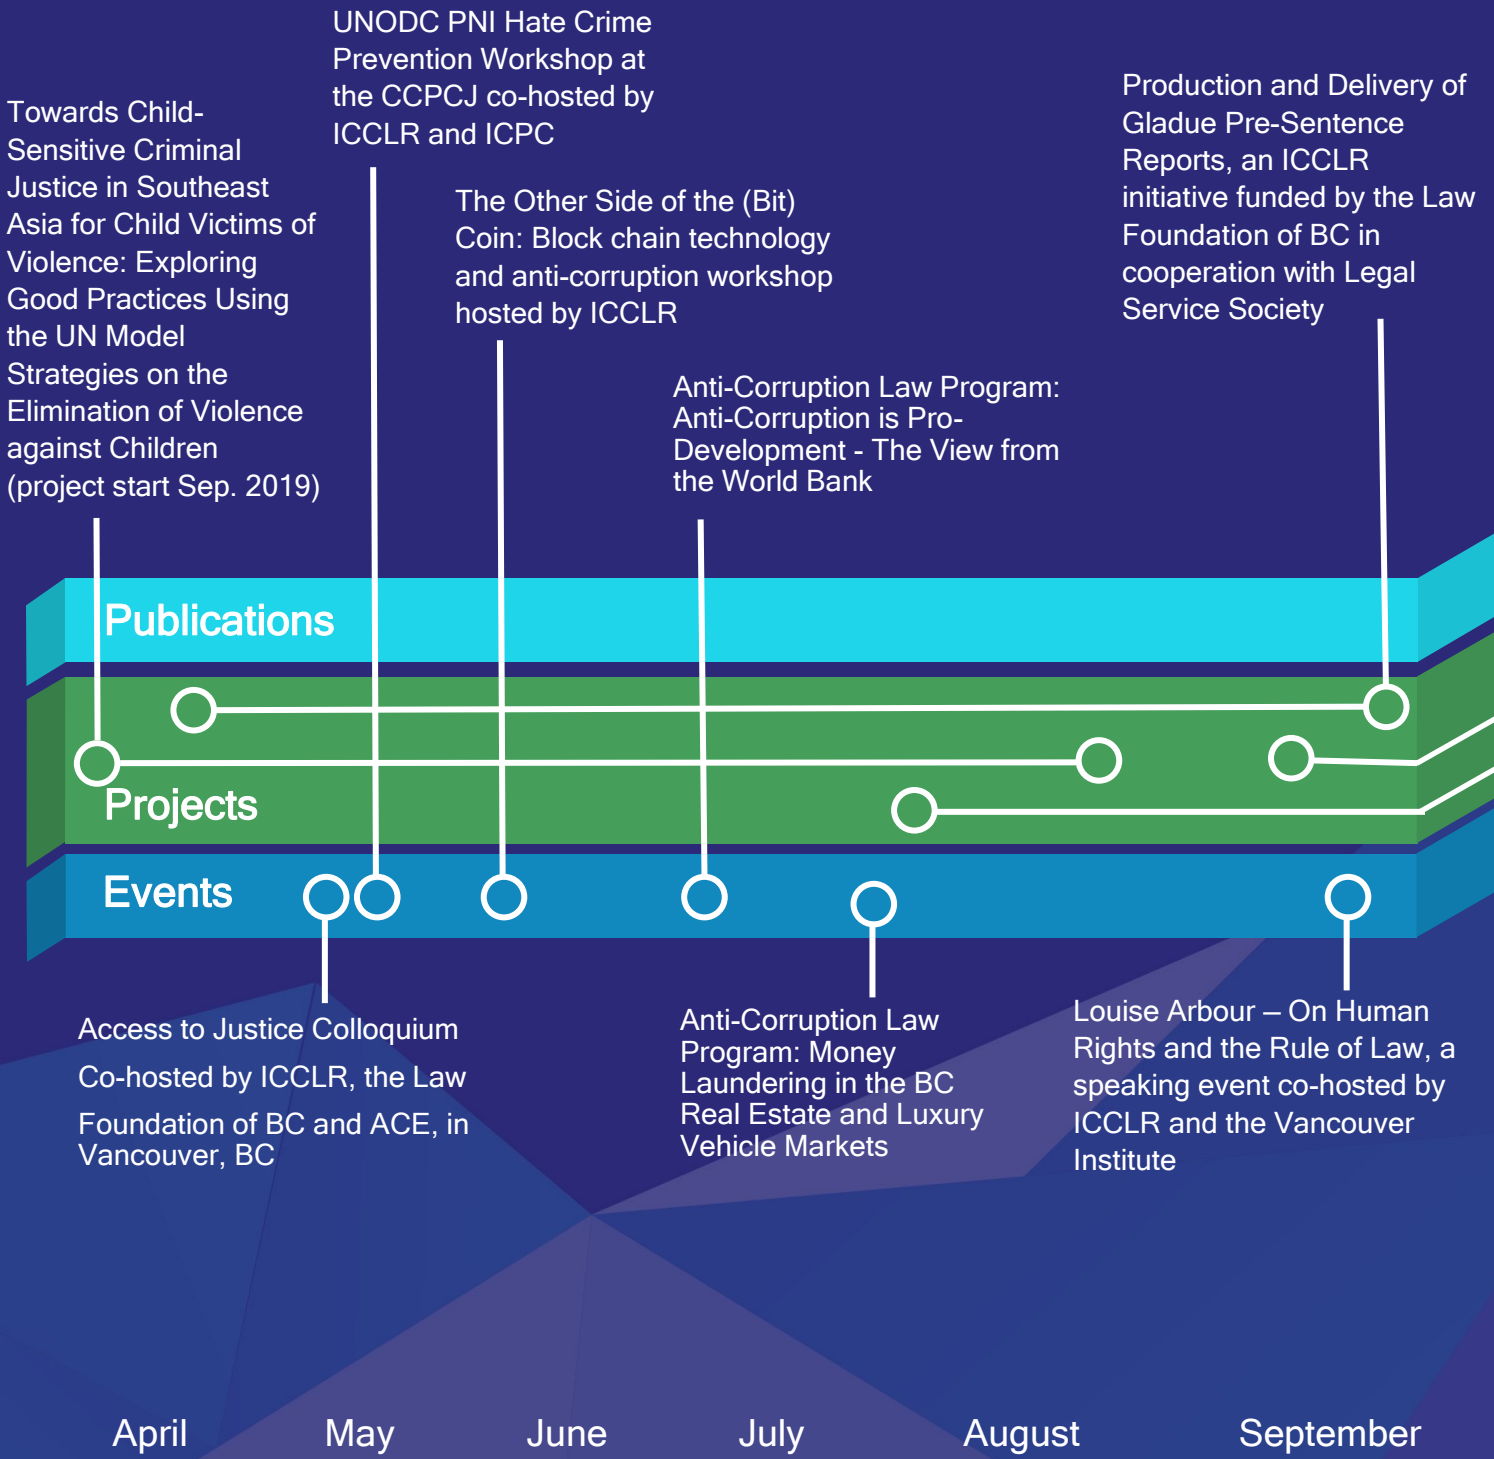 UNODC PNI Hate Crime
Prevention Workshop at
the CCPCJ co-hosted by
ICCLR and ICPC
Towards Child-
Sensitive Criminal
Justice in Southeast
Asia for Child Victims of
Violence: Exploring
Good Practices Using
the UN Model
Strategies on the
Elimination of Violence
against Children
(project start Sep. 2019)
The Other Side of the (Bit)
Coin: Block chain technology
and anti-corruption workshop
hosted by ICCLR
Anti-Corruption Law Program:
Anti-Corruption is Pro-
Development - The View from
the World Bank
Production and Delivery of
Gladue Pre-Sentence
Reports, an ICCLR
initiative funded by the Law
Foundation of BC in
cooperation with Legal
Service Society
Publications
Projects
Events
Access to Justice Colloquium
Co-hosted by ICCLR, the Law
Foundation of BC and ACE, in
Vancouver, BC
Anti-Corruption Law
Program: Money
Laundering in the BC
Real Estate and Luxury
Vehicle Markets
Louise Arbour – On Human
Rights and the Rule of Law, a
speaking event co-hosted by
ICCLR and the Vancouver
Institute
April May June July August September